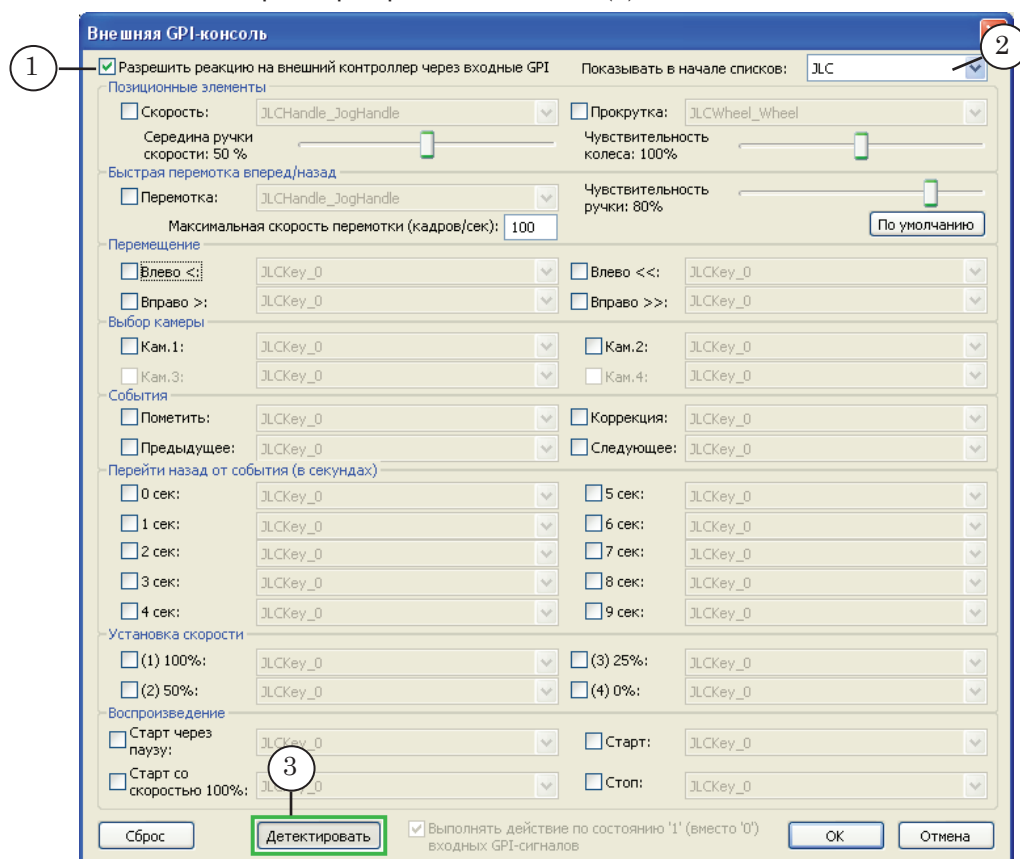 Внешняя GPI-консоль
1
2
Разрешить реакцию на внешний контроллер через входные GPI
Показывать в начале списков: JLC
Позиционные элементы
Скорость: JLCHandle_JogHandle
Прокрутка: JLCWheel_Wheel
Середина ручки
скорости: 50 %
Чувствительность
колеса: 100%
Быстрая перемотка вперед/назад
Перемотка: JLCHandle_JogHandle
Чувствительность
ручки: 80%
Максимальная скорость перемотки (кадров/сек): 100
По умолчанию
Перемещение
Влево <: JLCKey_0
Влево <<: JLCKey_0
Вправо >: JLCKey_0
Вправо >>: JLCKey_0
Выбор камеры
Кам.1: JLCKey_0
Кам.2: JLCKey_0
Кам.3: JLCKey_0
Кам.4: JLCKey_0
События
Пометить: JLCKey_0
Коррекция: JLCKey_0
Предыдущее: JLCKey_0
Следующее: JLCKey_0
Перейти назад от события (в секундах)
0 сек: JLCKey_0
5 сек: JLCKey_0
1 сек: JLCKey_0
6 сек: JLCKey_0
2 сек: JLCKey_0
7 сек: JLCKey_0
3 сек: JLCKey_0
8 сек: JLCKey_0
4 сек: JLCKey_0
9 сек: JLCKey_0
Установка скорости
(1) 100%: JLCKey_0
(3) 25%: JLCKey_0
(2) 50%: JLCKey_0
(4) 0%: JLCKey_0
Воспроизведение
Старт через
паузу: JLCKey_0
Старт: JLCKey_0
3
Старт со
скоростью 100%:
Стоп: JLCKey_0
Сброс
Детектировать
Выполнять действие по состоянию '1' (вместо '0')
входных GPI-сигналов
OK
Отмена